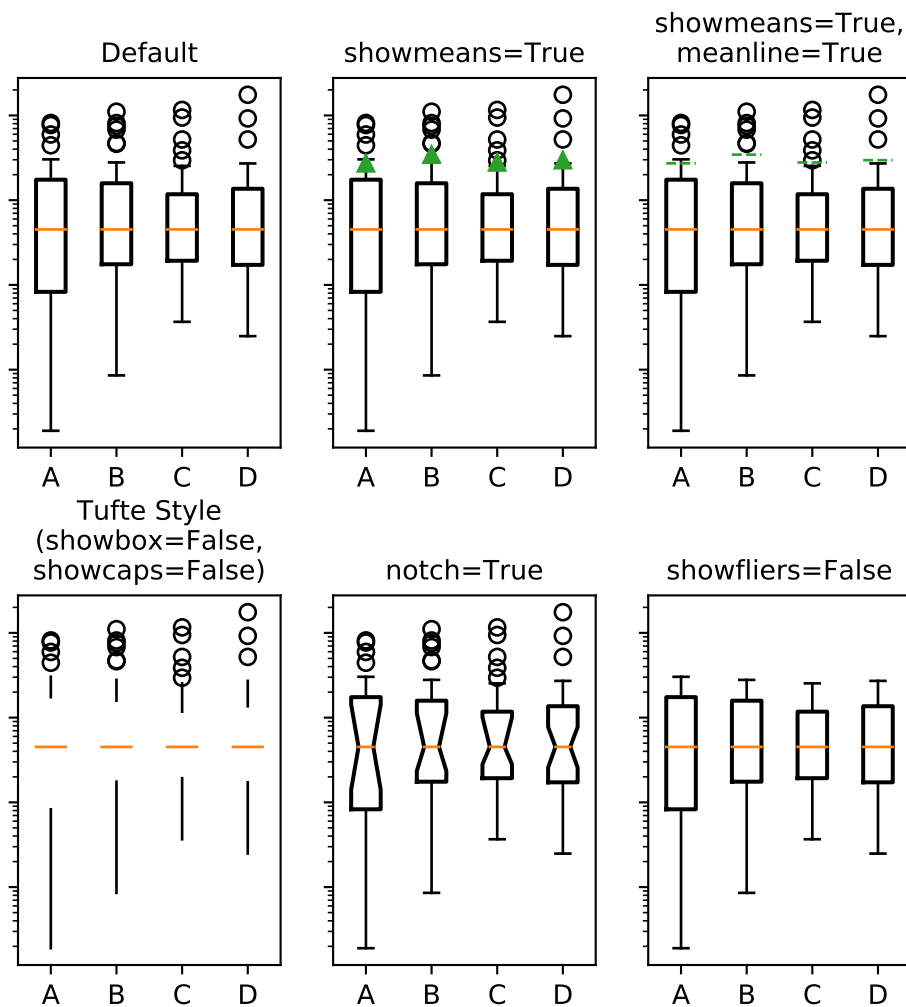 Default
showmeans=True
showmeans=True,
meanline=True
A B C D
A B C D
A B C D
Tufte Style
(showbox=False,
showcaps=False)
notch=True
showfliers=False
A B C D
A B C D
A B C D